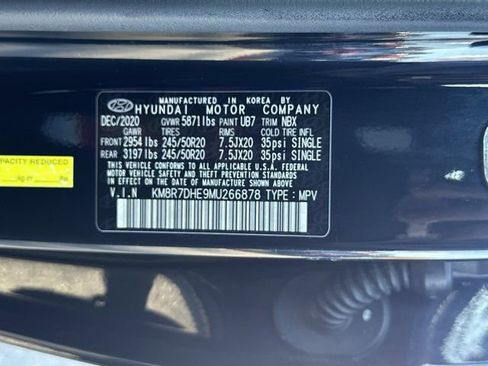 MANUFACTURED IN KOREA BY
HYUNDAI MOTOR COMPANY
DEC/2020 GVWR 5871lbs PAINT UB7 TRIM NBX
GAWR TIRES RIMS COLD TIRE INFL
FRONT 2954lbs 245/50R20 7.5JX20 35psi SINGLE
REAR 3197lbs 245/50R20 7.5JX20 35psi SINGLE
THIS VEHICLE CONFORMS TO ALL APPLICABLE U.S.A. FEDERAL
MOTOR VEHICLE SAFETY AND THEFT PREVENTION STANDARDS
IN EFFECT ON THE DATE OF MANUFACTURE SHOWN ABOVE.
V.I.N KM8R7DHE9MU266878 TYPE : MPV
CAPACITY REDUCED